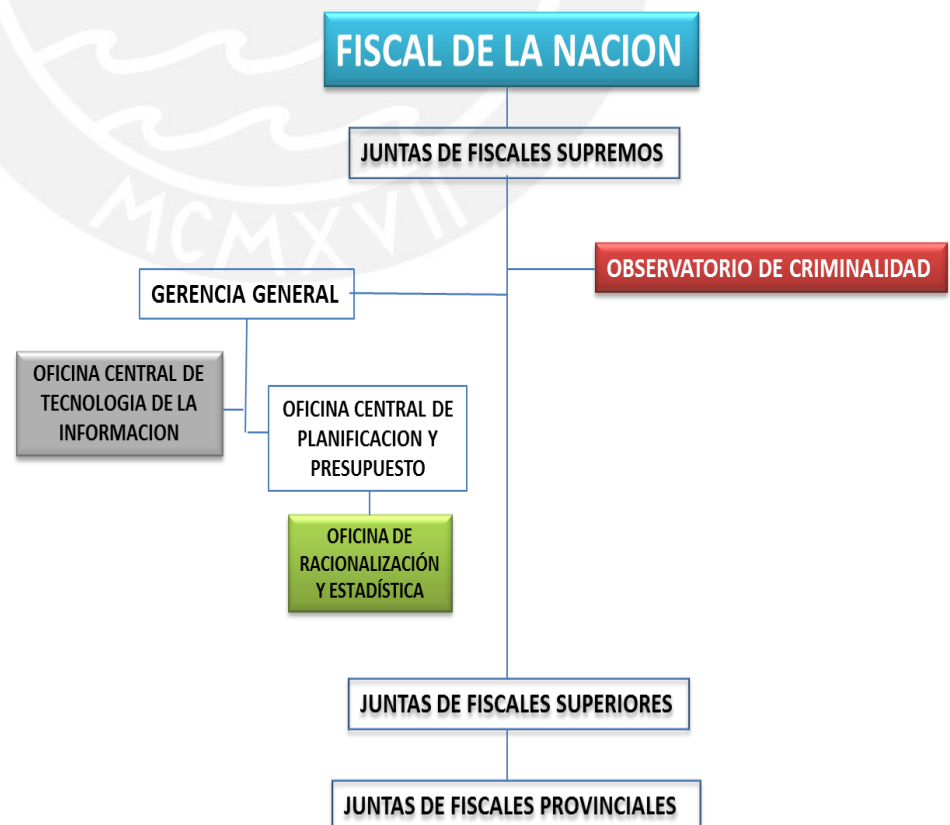 FISCAL DE LA NACION
JUNTAS DE FISCALES SUPREMOS
MCMXVII
OBSERVATORIO DE CRIMINALIDAD
GERENCIA GENERAL
OFICINA CENTRAL DE
TECNOLOGIA DE LA
INFORMACION
OFICINA CENTRAL DE
PLANIFICACION Y
PRESUPUESTO
OFICINA DE
RACIONALIZACIÓN
Y ESTADÍSTICA
JUNTAS DE FISCALES SUPERIORES
JUNTAS DE FISCALES PROVINCIALES